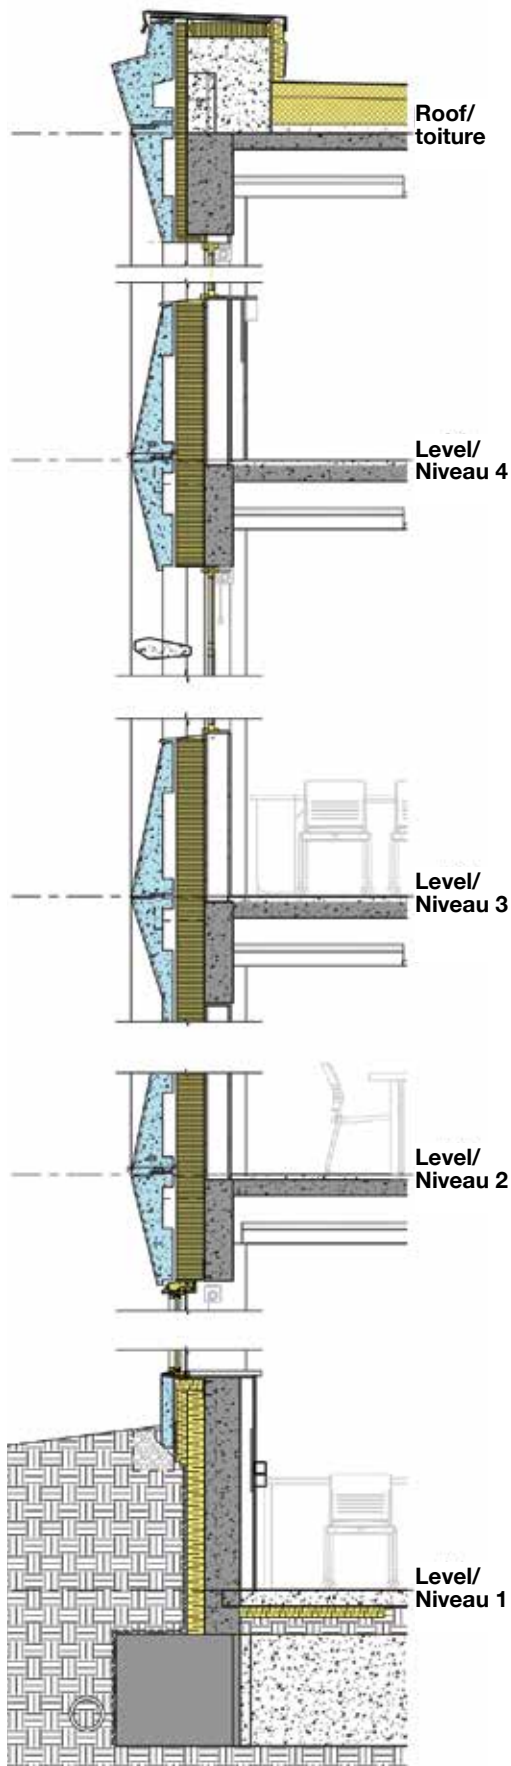 Roof/
toiture
Level/
Niveau 4
Level/
Niveau 3
Level/
Niveau 2
Level/
Niveau 1